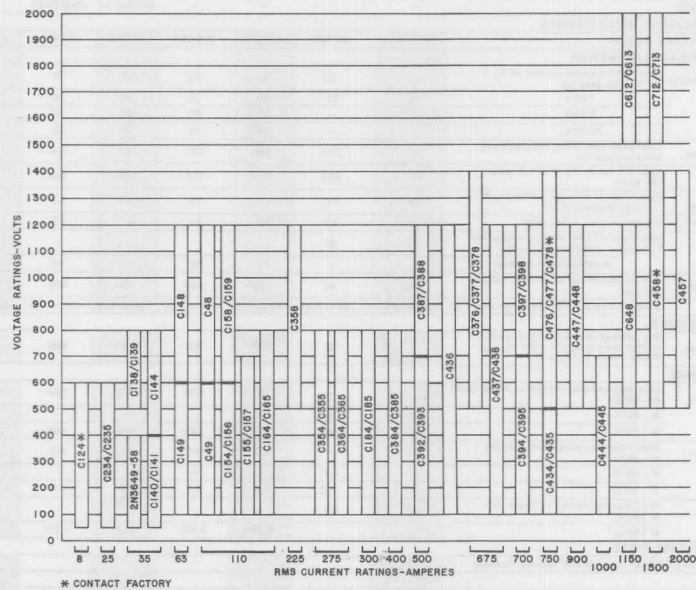 2000
1900
1800
1700
1600
1500
1400
1300
1200
1100
1000
900
800
700
600
500
400
300
200
100
0
VOLTAGE RATINGS-VOLTS
C124*
C234/C235
C138/C139
2N3649-58
C144
C140/C141
C148
C149
C48
C49
C158/C159
C154/C156
C155/C157
C164/C165
C358
C354/C355
C364/C365
C184/C185
C384/C385
C387/C388
C392/C393
C436
C376/C377/C378
C437/C438
C397/C398
C394/C395
C476/C477/C478*
C434/C435
C447/C448
C444/C445
C612/C613
C648
C712/C713
C458*
C457
8 25 35 63 110 225 275 300 400 500 675 700 750 900 1000 1150 1500 2000
RMS CURRENT RATINGS-AMPERES
* CONTACT FACTORY